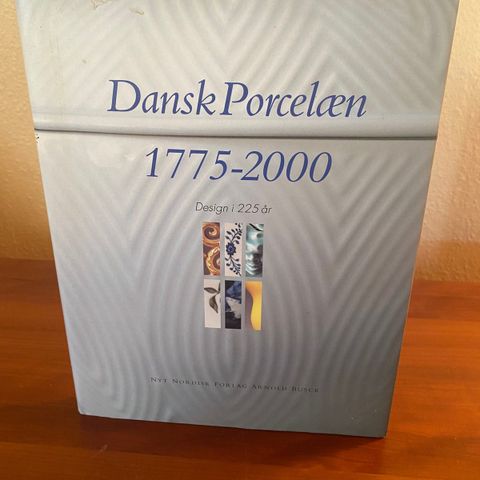 Dansk Porcelæn
1775-2000
Design i 225 år
NYT NORDISK FORLAG ARNOLD BUSCK